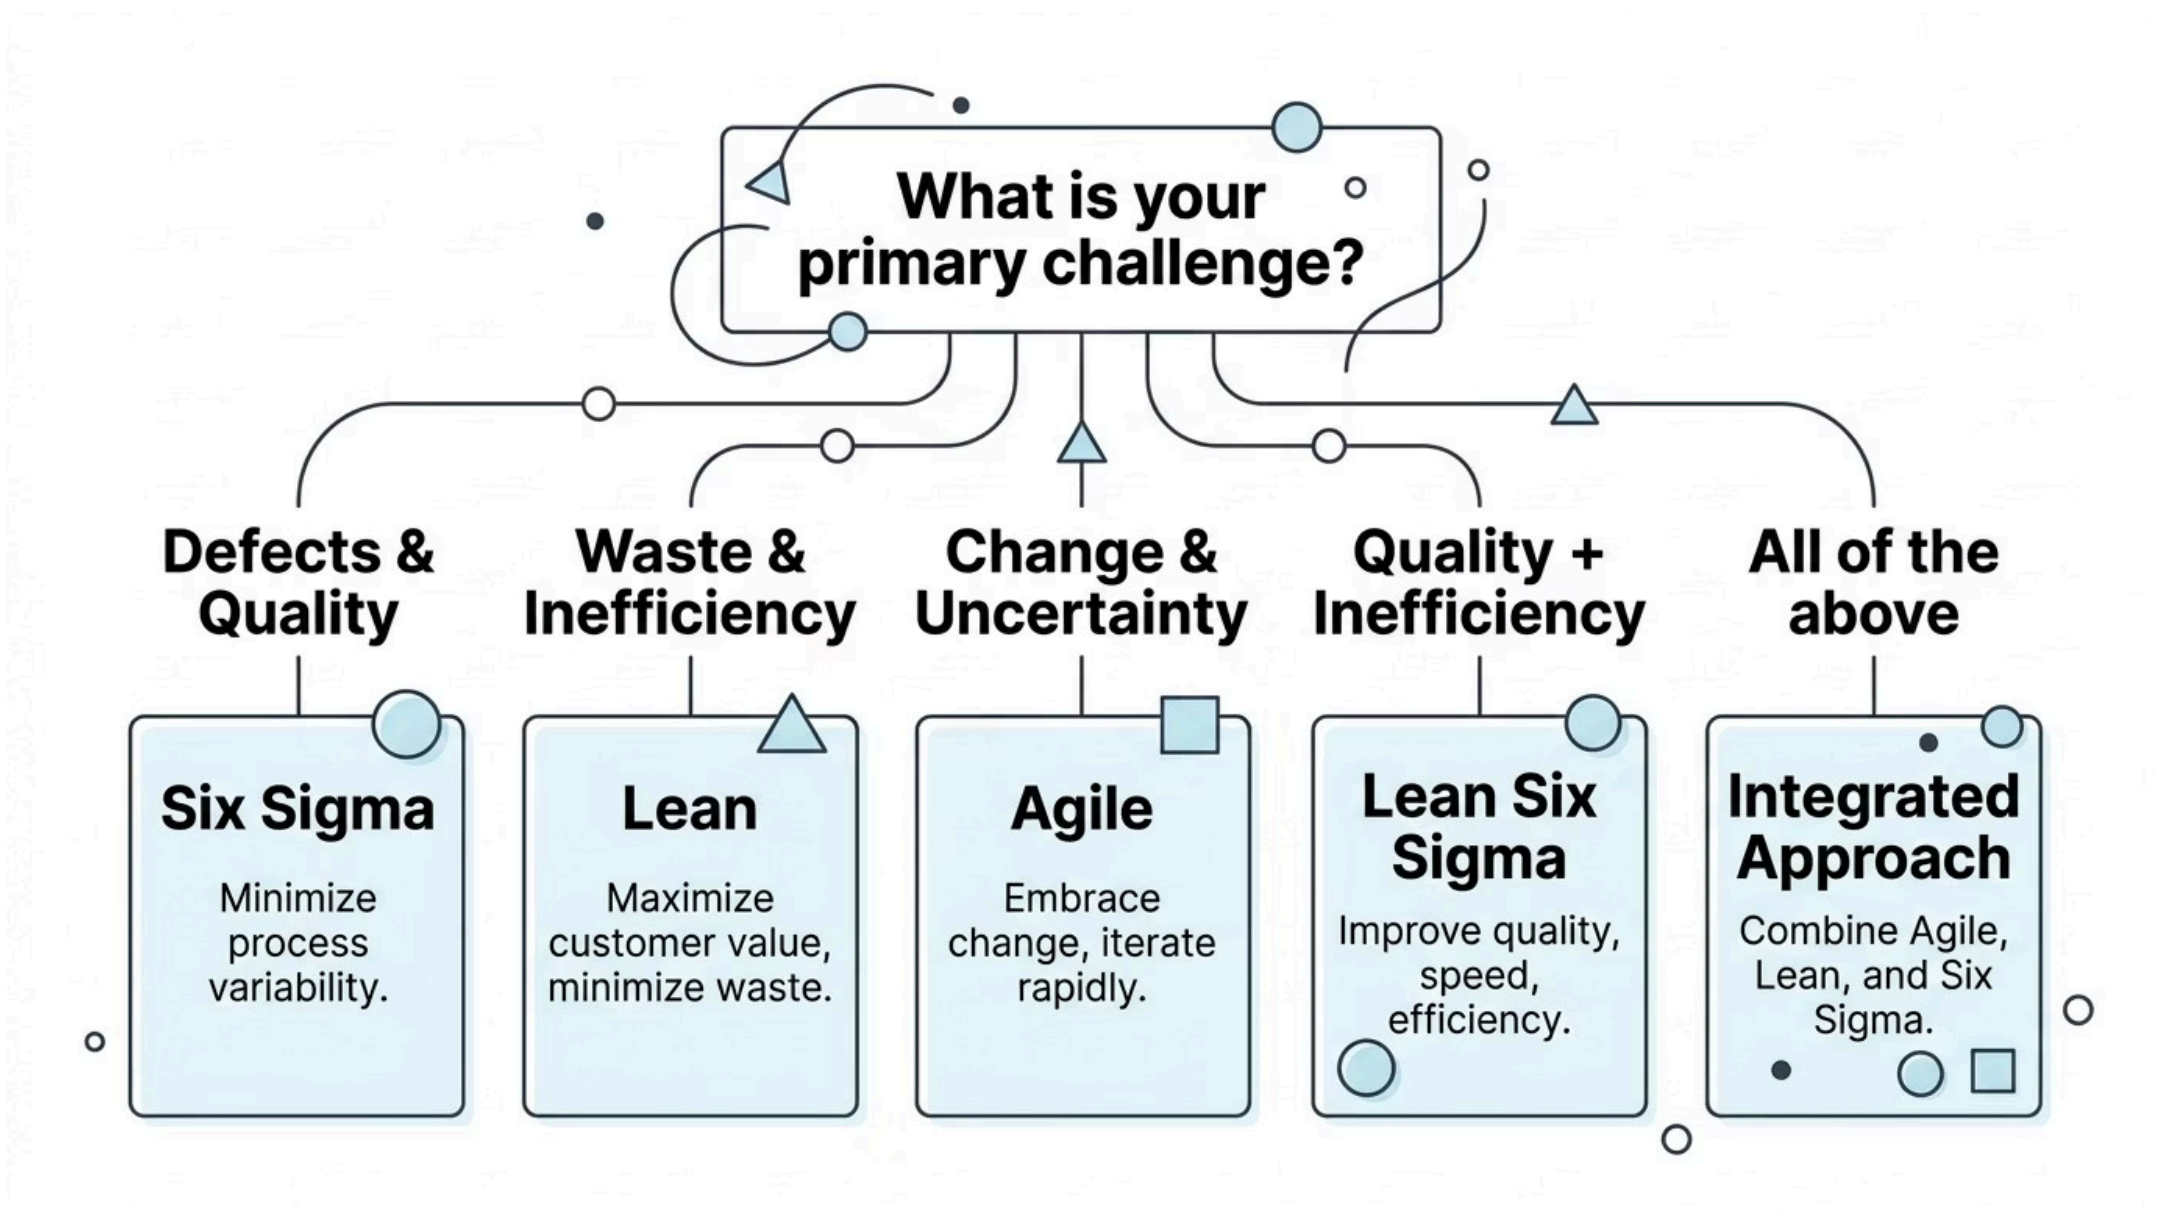 What is your
primary challenge?
Defects &
Quality
Waste &
Inefficiency
Change &
Uncertainty
Quality +
Inefficiency
All of the
above
Six Sigma
Minimize
process
variability.
Lean
Maximize
customer value,
minimize waste.
Agile
Embrace
change, iterate
rapidly.
Lean Six
Sigma
Improve quality,
speed,
efficiency.
Integrated
Approach
Combine Agile,
Lean, and Six
Sigma.